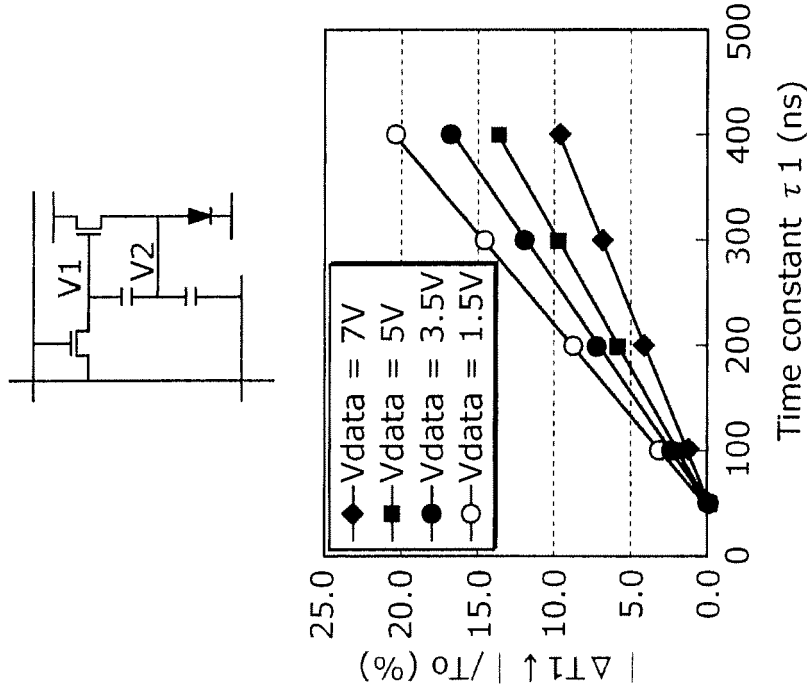 V1
V2
25.0
20.0
15.0
10.0
5.0
0.0
Vdata = 7V
Vdata = 5V
Vdata = 3.5V
Vdata = 1.5V
0
100
200
300
400
500
Time constant τ 1 (ns)
| ΔT1 ↓ | /To (%)